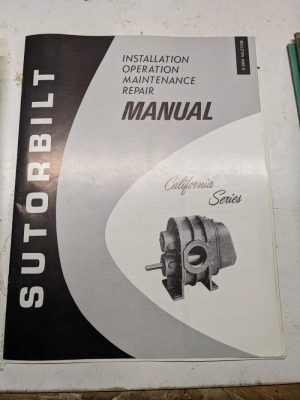 INSTALLATION
OPERATION
MAINTENANCE
REPAIR
MANUAL
California
Series
SUTORBILT